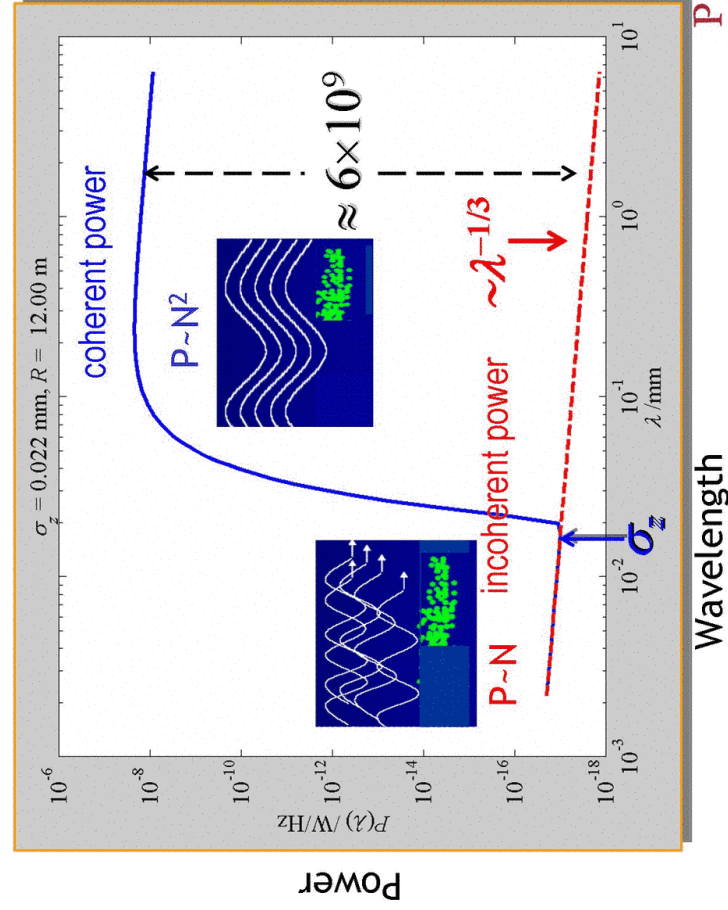 σz = 0.022 mm, R = 12.00 m
coherent power
P~N²
≈ 6×10⁹
~λ⁻¹/³
incoherent power
P~N
σz
10⁻⁶
10⁻⁸
10⁻¹⁰
10⁻¹²
10⁻¹⁴
10⁻¹⁶
10⁻¹⁸
P(λ) / W/Hz
Power
10⁻³
10⁻²
10⁻¹
10⁰
10¹
λ /mm
Wavelength
P